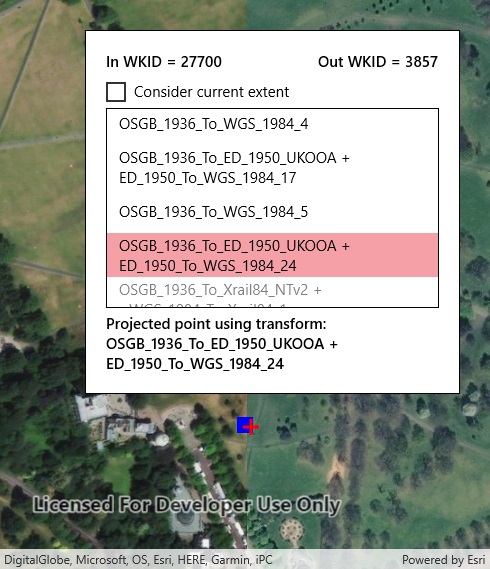 In WKID = 27700
Out WKID = 3857
Consider current extent
OSGB_1936_To_WGS_1984_4
OSGB_1936_To_ED_1950_UKOOA +
ED_1950_To_WGS_1984_17
OSGB_1936_To_WGS_1984_5
OSGB_1936_To_ED_1950_UKOOA +
ED_1950_To_WGS_1984_24
OSGB_1936_To_Xrail84_NTv2 +
Projected point using transform:
OSGB_1936_To_ED_1950_UKOOA +
ED_1950_To_WGS_1984_24
Licensed For Developer Use Only
DigitalGlobe, Microsoft, OS, Esri, HERE, Garmin, iPC
Powered by Esri